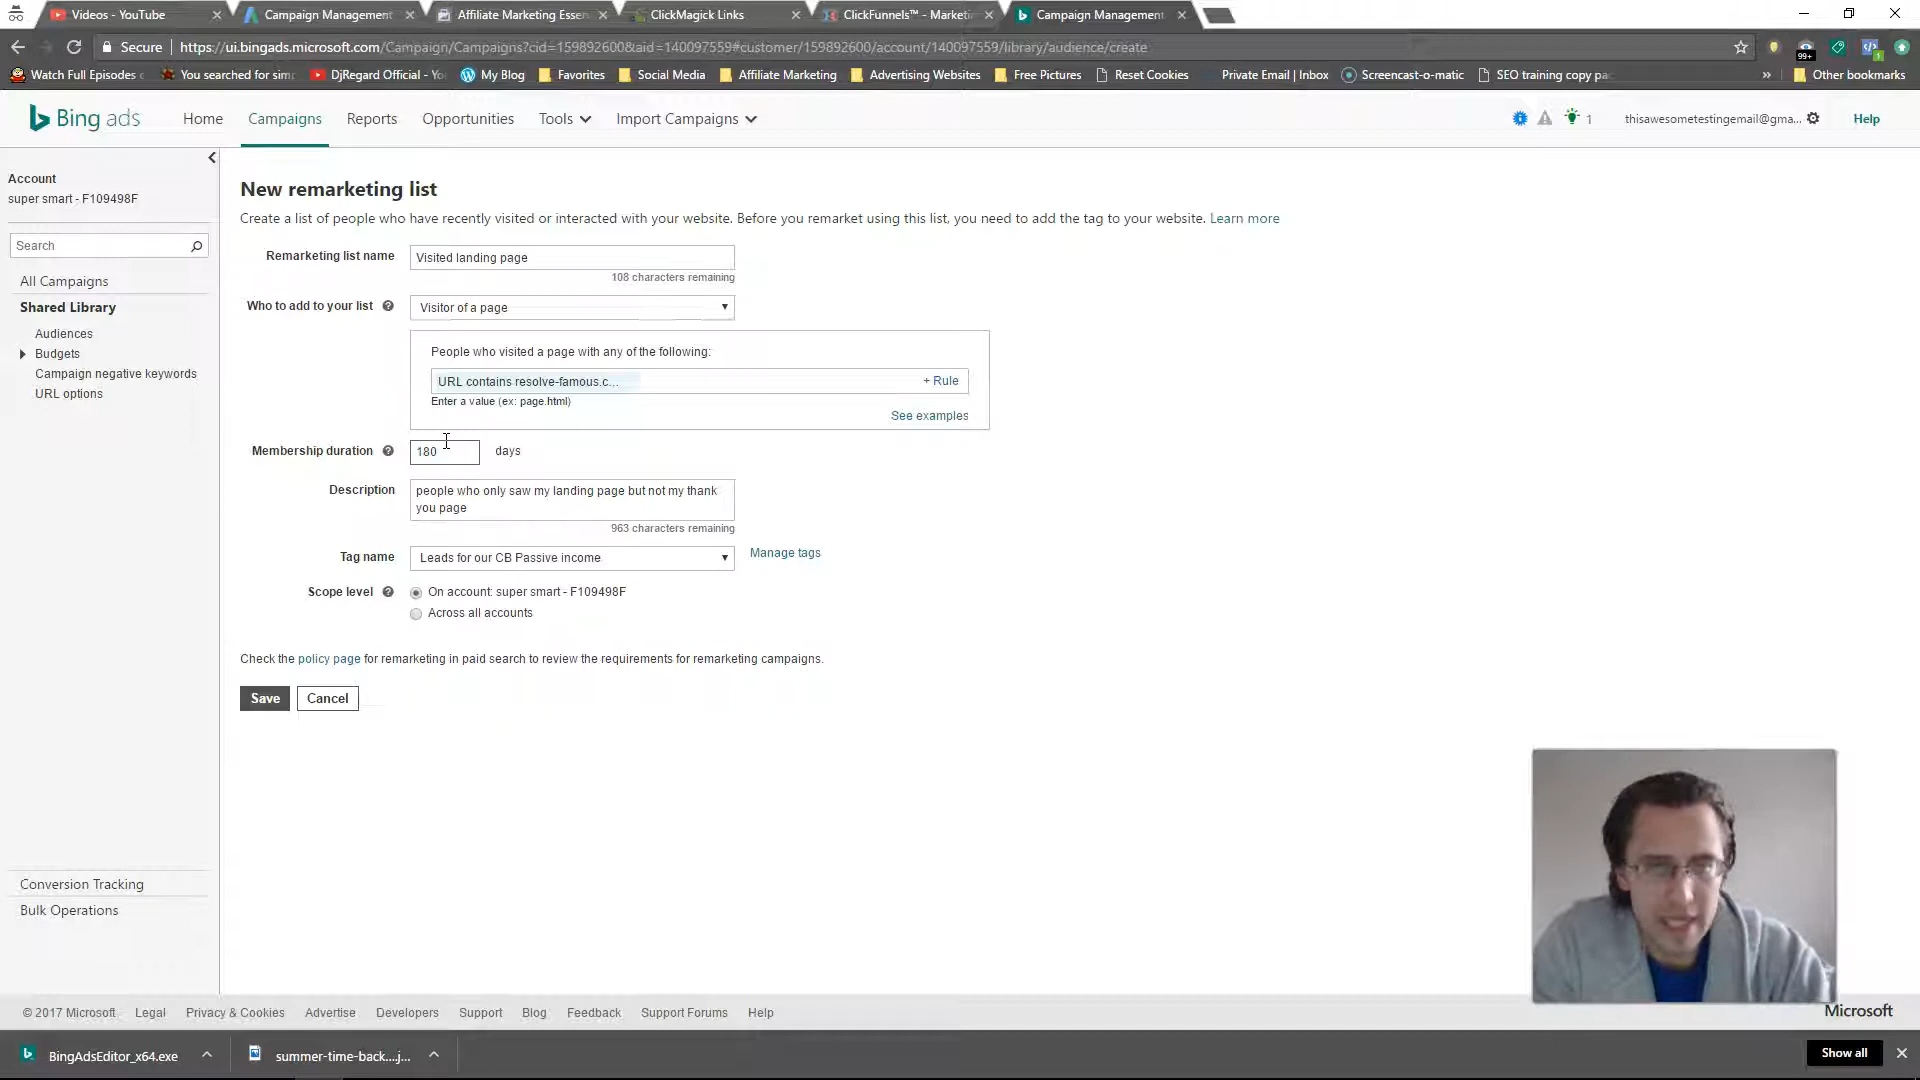 Videos - YouTube
Campaign Management
Affiliate Marketing Essen
ClickMagick Links
ClickFunnels™ - Marketi
Campaign Management
Secure
https://ui.bingads.microsoft.com/Campaign/Campaigns?cid=159892600&aid=140097559#customer/159892600/account/140097559/library/audience/create
99+
Watch Full Episodes
You searched for sim
DjRegard Official - Yo
My Blog
Favorites
Social Media
Affiliate Marketing
Advertising Websites
Free Pictures
Reset Cookies
Private Email | Inbox
Screencast-o-matic
SEO training copy pa
»
Other bookmarks
Bing ads
Home
Campaigns
Reports
Opportunities
Tools
Import Campaigns
1
thisawesometestingemail@gma...
Help
Account
super smart - F109498F
Search
All Campaigns
Shared Library
Audiences
Budgets
Campaign negative keywords
URL options
Conversion Tracking
Bulk Operations
New remarketing list
Create a list of people who have recently visited or interacted with your website. Before you remarket using this list, you need to add the tag to your website. Learn more
Remarketing list name
Visited landing page
108 characters remaining
Who to add to your list
Visitor of a page
People who visited a page with any of the following:
URL contains resolve-famous.c...
+ Rule
Enter a value (ex: page.html)
See examples
Membership duration
180
days
Description
people who only saw my landing page but not my thank
you page
963 characters remaining
Tag name
Leads for our CB Passive income
Manage tags
Scope level
On account: super smart - F109498F
Across all accounts
Check the policy page for remarketing in paid search to review the requirements for remarketing campaigns.
Save
Cancel
© 2017 Microsoft
Legal
Privacy & Cookies
Advertise
Developers
Support
Blog
Feedback
Support Forums
Help
Microsoft
BingAdsEditor_x64.exe
summer-time-back....j...
Show all